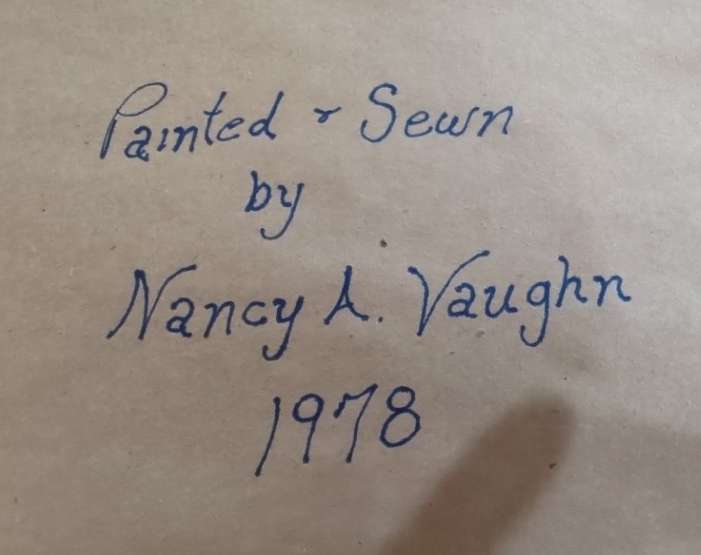 Painted & Sewn
by
Nancy A. Vaughn
1978